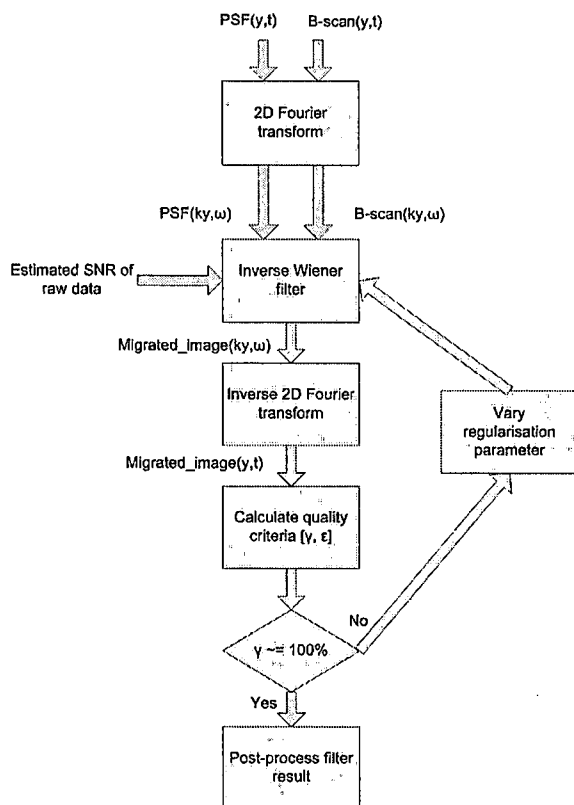 PSF(y,t)
B-scan(y,t)
2D Fourier
transform
PSF(ky,ω)
B-scan(ky,ω)
Estimated SNR of
raw data
Inverse Wiener
filter
Migrated_image(ky,ω)
Inverse 2D Fourier
transform
Vary
regularisation
parameter
Migrated_image(y,t)
Calculate quality
criteria [γ, ε]
No
γ ~= 100%
Yes
Post-process filter
result